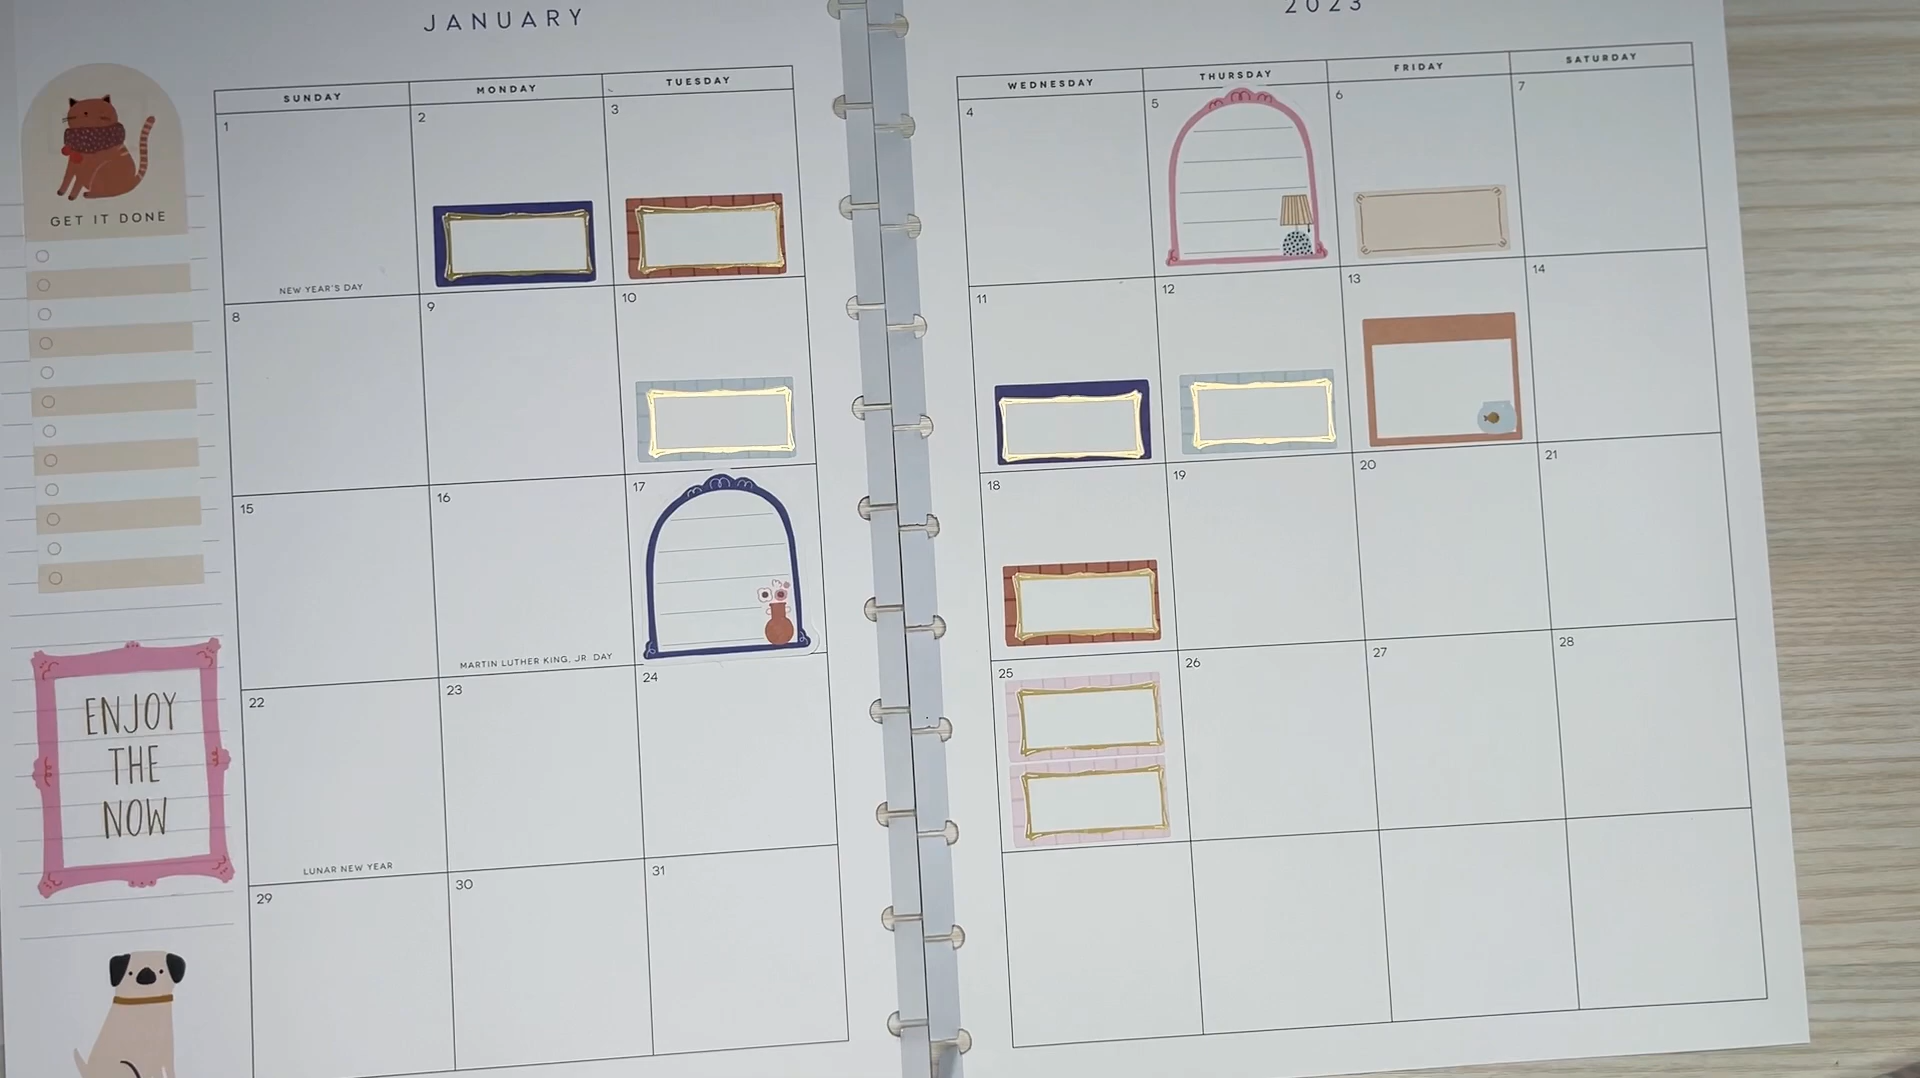 JANUARY
2023
SUNDAY MONDAY TUESDAY WEDNESDAY THURSDAY FRIDAY SATURDAY
GET IT DONE
1 2 3 4 5 6 7
NEW YEAR'S DAY
8 9 10 11 12 13 14
15 16 17 18 19 20 21
MARTIN LUTHER KING, JR. DAY
ENJOY
THE
NOW
22 23 24 25 26 27 28
LUNAR NEW YEAR
29 30 31